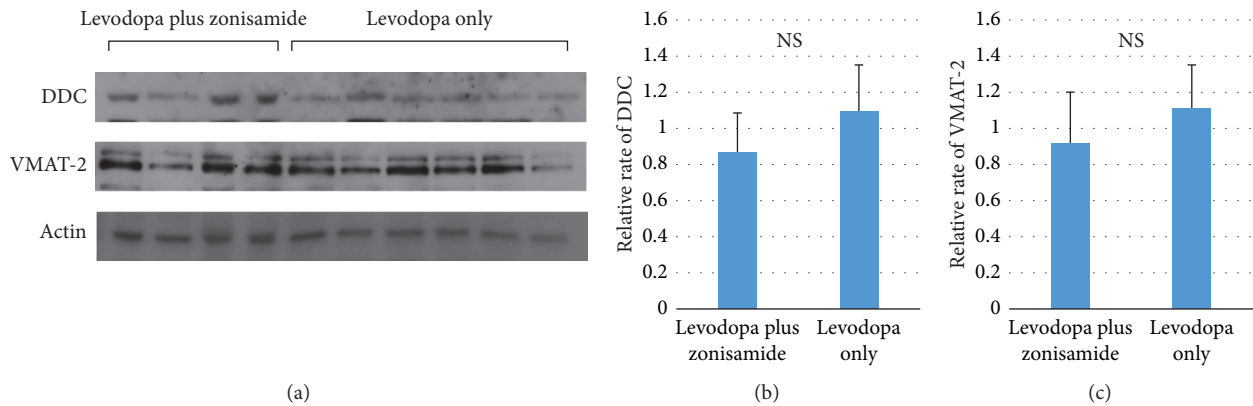 Levodopa plus zonisamide
Levodopa only
DDC
VMAT-2
Actin
(a)
Relative rate of DDC
1.6
1.4
1.2
1
0.8
0.6
0.4
0.2
0
NS
Levodopa plus
zonisamide
Levodopa
only
(b)
Relative rate of VMAT-2
1.6
1.4
1.2
1
0.8
0.6
0.4
0.2
0
NS
Levodopa plus
zonisamide
Levodopa
only
(c)